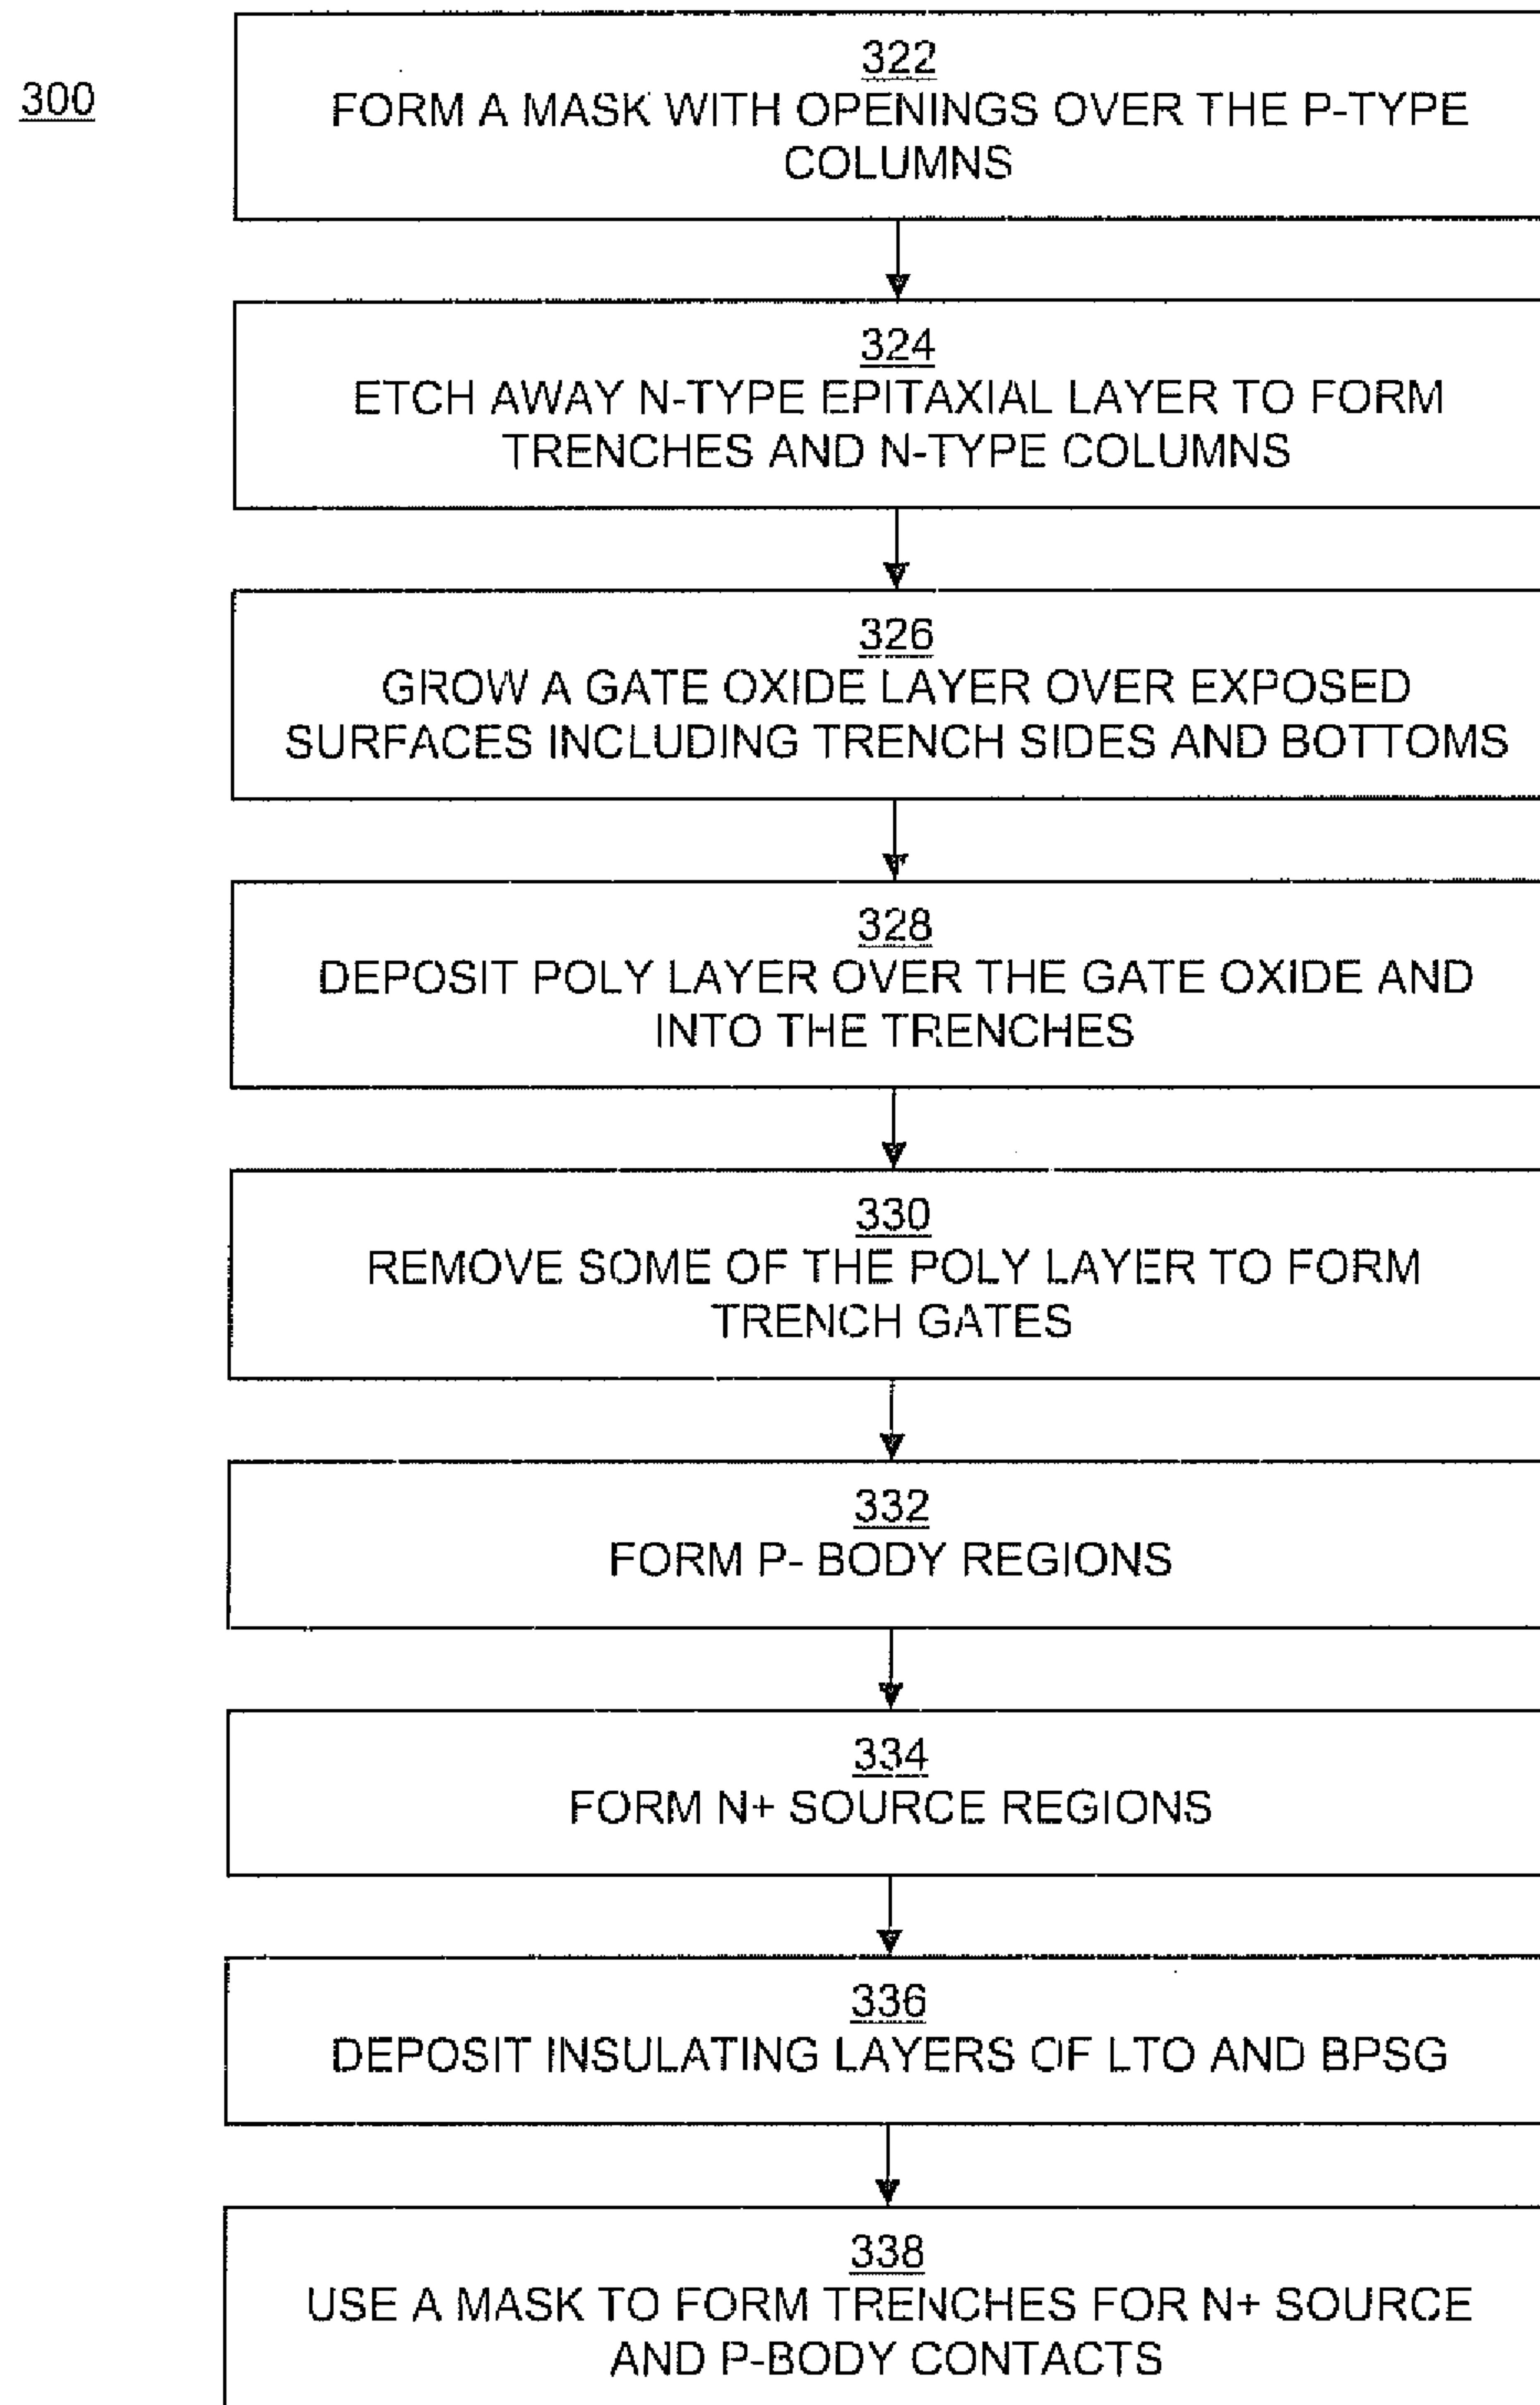 300
322
FORM A MASK WITH OPENINGS OVER THE P-TYPE
COLUMNS
324
ETCH AWAY N-TYPE EPITAXIAL LAYER TO FORM
TRENCHES AND N-TYPE COLUMNS
326
GROW A GATE OXIDE LAYER OVER EXPOSED
SURFACES INCLUDING TRENCH SIDES AND BOTTOMS
328
DEPOSIT POLY LAYER OVER THE GATE OXIDE AND
INTO THE TRENCHES
330
REMOVE SOME OF THE POLY LAYER TO FORM
TRENCH GATES
332
FORM P- BODY REGIONS
334
FORM N+ SOURCE REGIONS
336
DEPOSIT INSULATING LAYERS OF LTO AND BPSG
338
USE A MASK TO FORM TRENCHES FOR N+ SOURCE
AND P-BODY CONTACTS